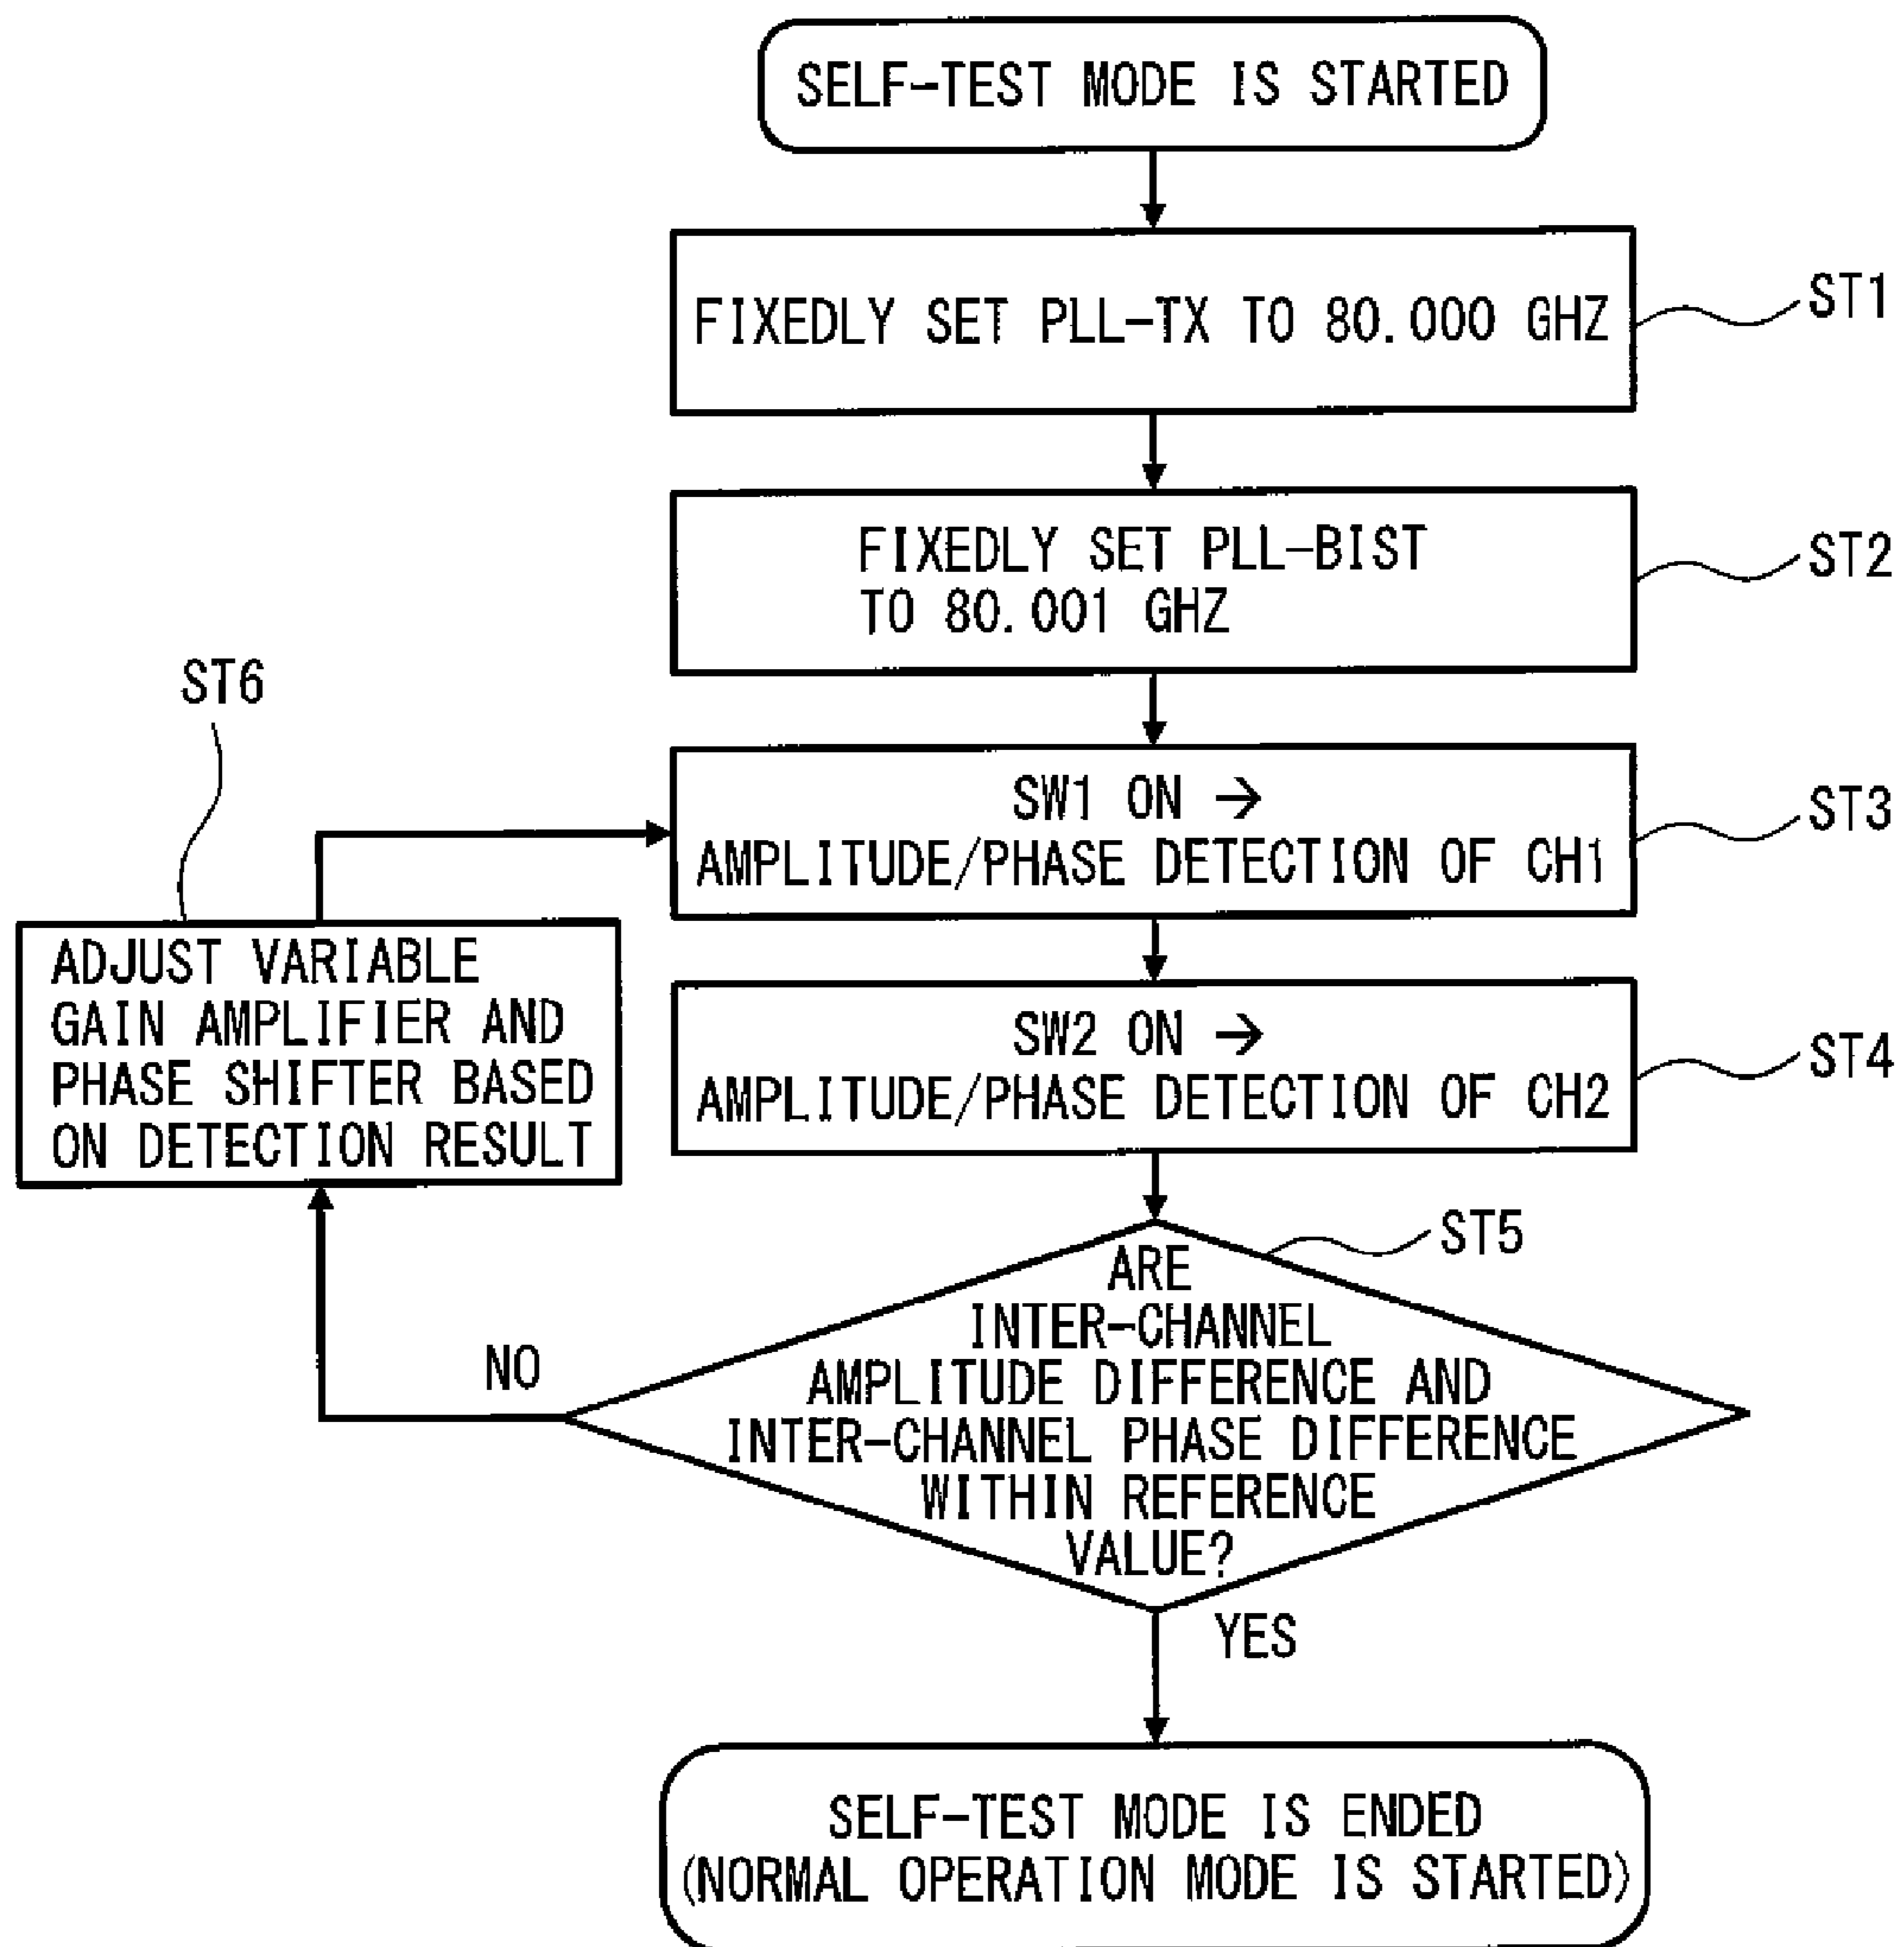 SELF-TEST MODE IS STARTED
FIXEDLY SET PLL-TX TO 80.000 GHZ
ST1
FIXEDLY SET PLL-BIST
TO 80.001 GHZ
ST2
SW1 ON →
AMPLITUDE/PHASE DETECTION OF CH1
ST3
SW2 ON →
AMPLITUDE/PHASE DETECTION OF CH2
ST4
ARE
INTER-CHANNEL
AMPLITUDE DIFFERENCE AND
INTER-CHANNEL PHASE DIFFERENCE
WITHIN REFERENCE
VALUE?
ST5
NO
ST6
ADJUST VARIABLE
GAIN AMPLIFIER AND
PHASE SHIFTER BASED
ON DETECTION RESULT
YES
SELF-TEST MODE IS ENDED
(NORMAL OPERATION MODE IS STARTED)